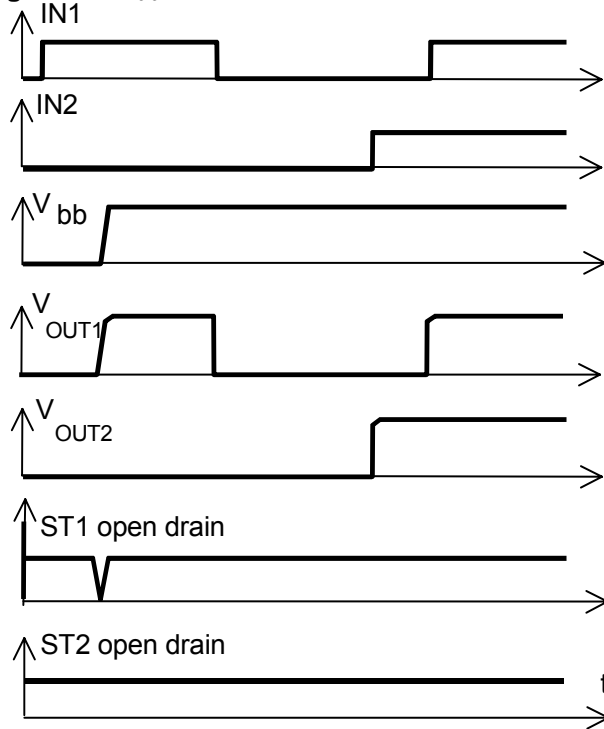 IN1
IN2
V bb
V OUT1
V OUT2
ST1 open drain
ST2 open drain
t